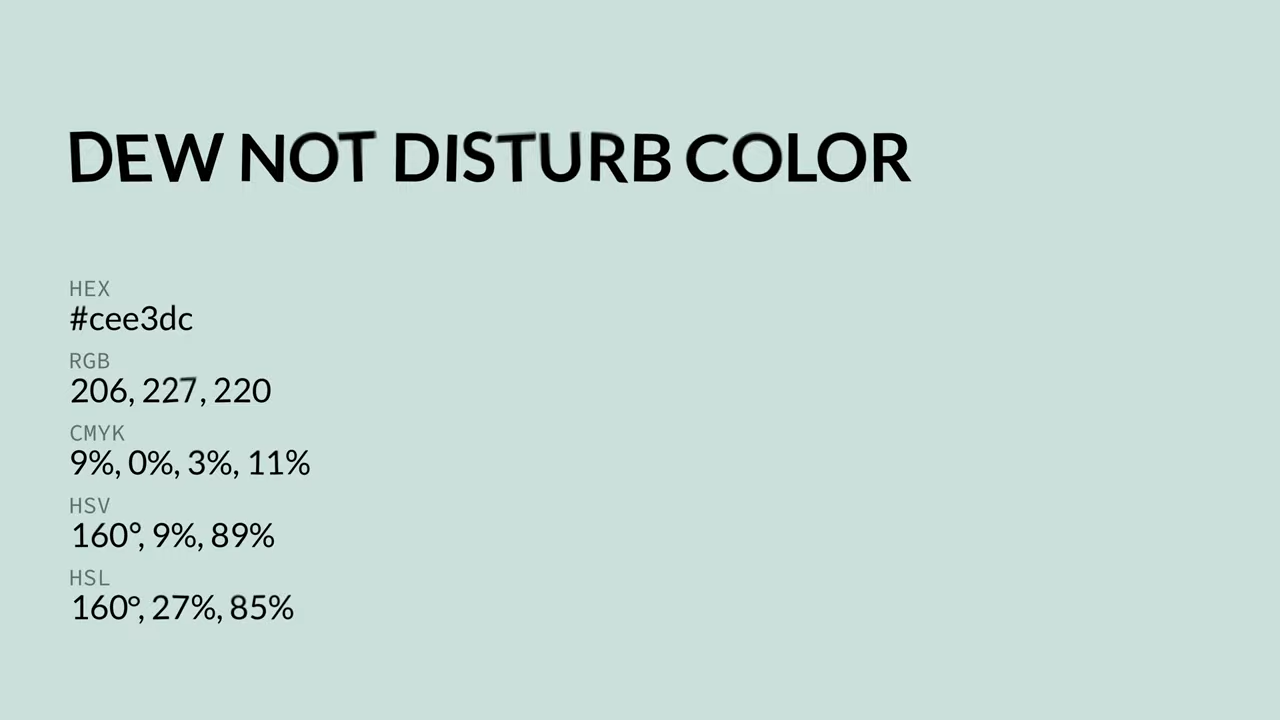 DEW NOT DISTURB COLOR
HEX
#cee3dc
RGB
206, 227, 220
CMYK
9%, 0%, 3%, 11%
HSV
160°, 9%, 89%
HSL
160°, 27%, 85%